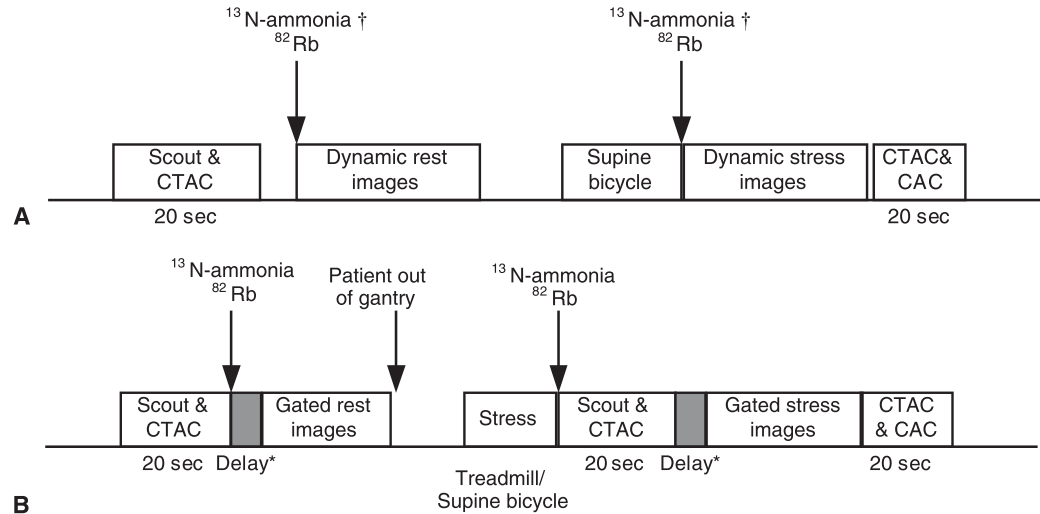 ¹³N-ammonia †
⁸²Rb
¹³N-ammonia †
⁸²Rb
Scout &
CTAC
Dynamic rest
images
Supine
bicycle
Dynamic stress
images
CTAC&
CAC
A
20 sec
20 sec
¹³N-ammonia
⁸²Rb
Patient out
of gantry
¹³N-ammonia
⁸²Rb
Scout &
CTAC
Gated rest
images
Stress
Scout &
CTAC
Gated stress
images
CTAC
& CAC
20 sec
Delay*
Treadmill/
Supine bicycle
20 sec
Delay*
20 sec
B